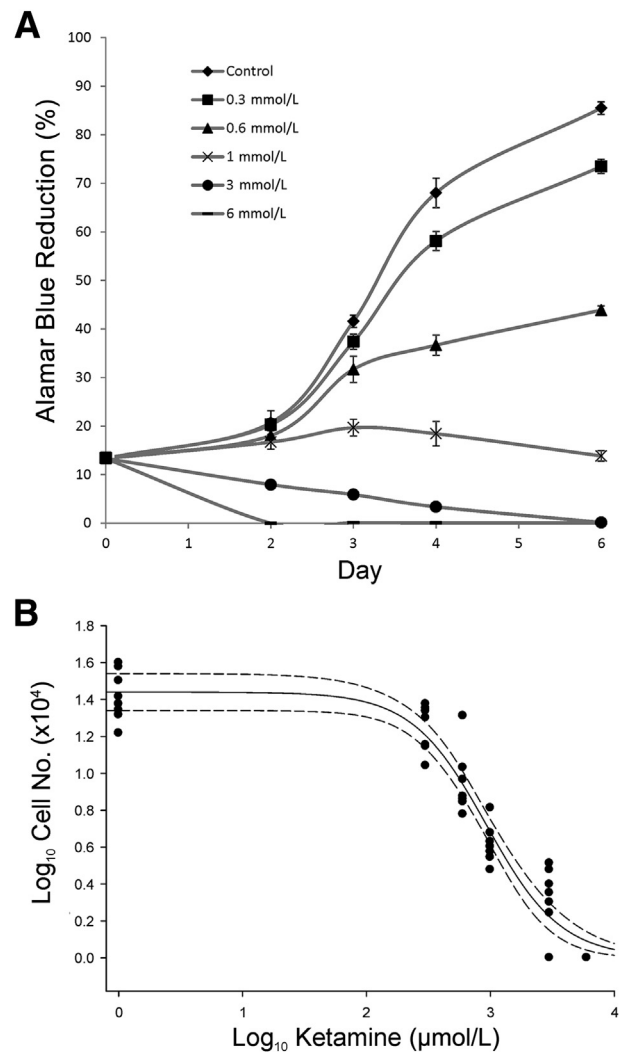 A
Alamar Blue Reduction (%)
100
90
80
70
60
50
40
30
20
10
0
Control
0.3 mmol/L
0.6 mmol/L
1 mmol/L
3 mmol/L
6 mmol/L
0 1 2 3 4 5 6
Day
B
Log₁₀ Cell No. (x10⁴)
1.8
1.6
1.4
1.2
1.0
0.8
0.6
0.4
0.2
0.0
0 1 2 3 4
Log₁₀ Ketamine (µmol/L)